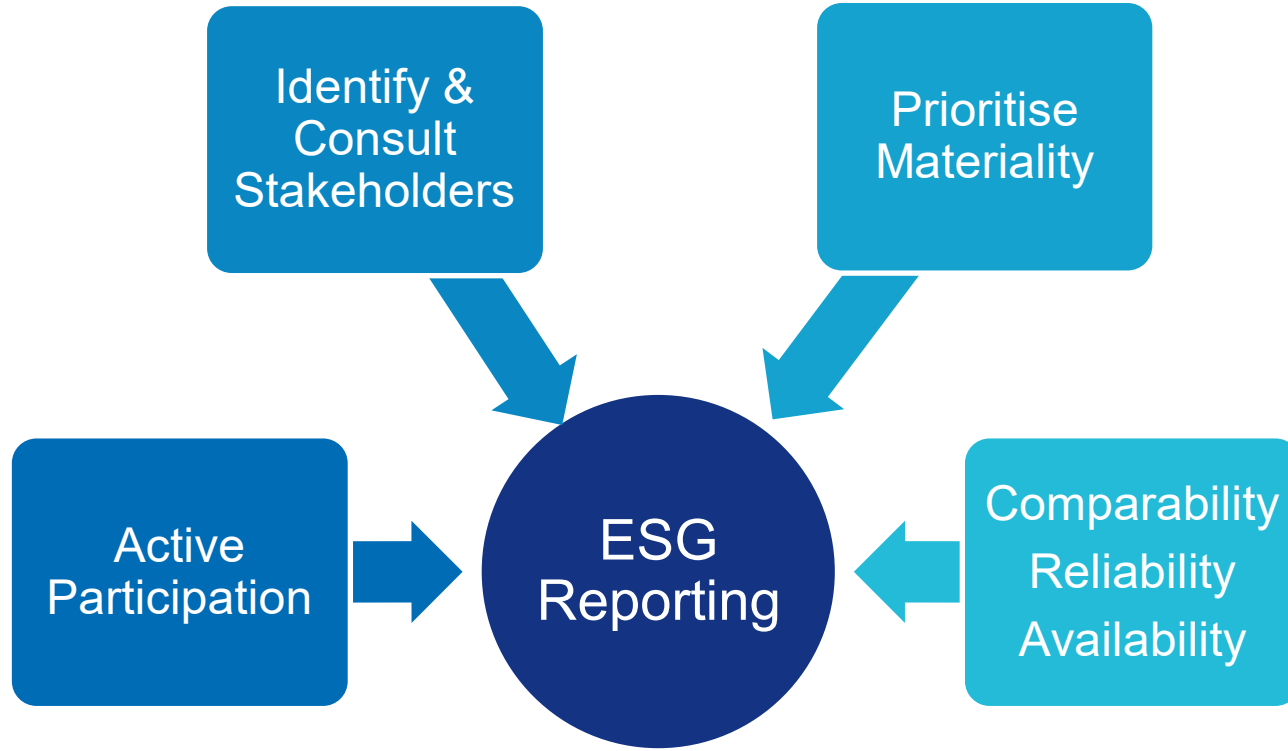 Identify &
Consult
Stakeholders
Prioritise
Materiality
Active
Participation
ESG
Reporting
Comparability
Reliability
Availability